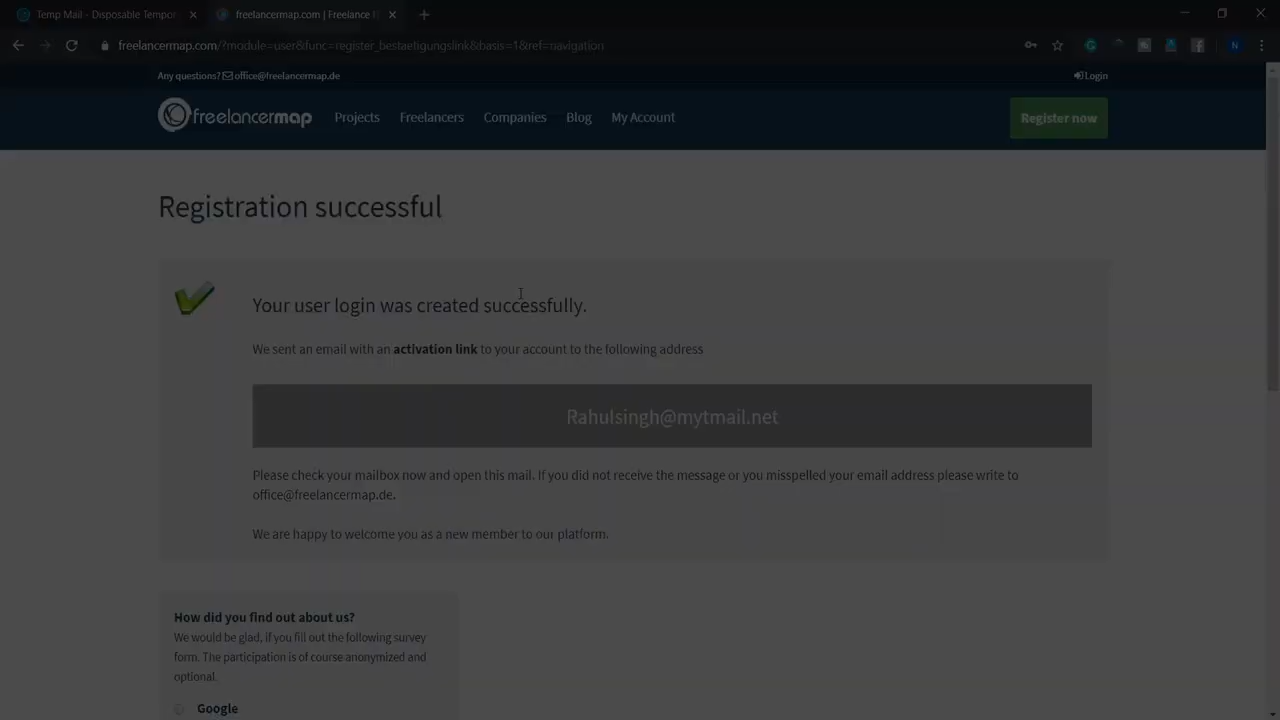 Temp Mail - Disposable Tempor
freelancermap.com | Freelance
freelancermap.com/?module=user&func=register_bestaetigungslink&basis=1&ref=navigation
N
Any questions? office@freelancermap.de
Login
freelancermap
Projects
Freelancers
Companies
Blog
My Account
Register now
Registration successful
Your user login was created successfully.
We sent an email with an activation link to your account to the following address
Rahulsingh@mytmail.net
Please check your mailbox now and open this mail. If you did not receive the message or you misspelled your email address please write to
office@freelancermap.de.
We are happy to welcome you as a new member to our platform.
How did you find out about us?
We would be glad, if you fill out the following survey
form. The participation is of course anonymized and
optional.
Google